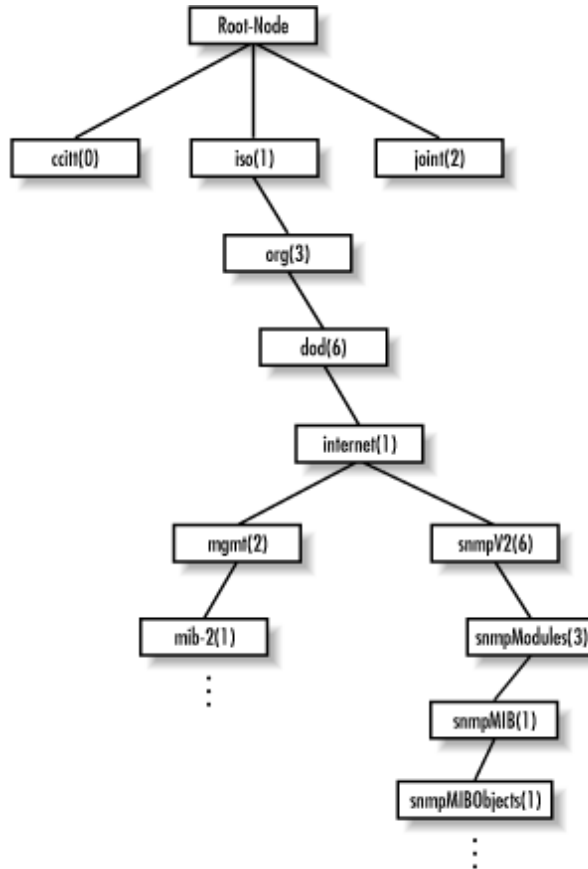 Root-Node
ccitt(0)
iso(1)
joint(2)
org(3)
dod(6)
internet(1)
mgmt(2)
snmpV2(6)
mib-2(1)
snmpModules(3)
snmpMIB(1)
snmpMIBObjects(1)